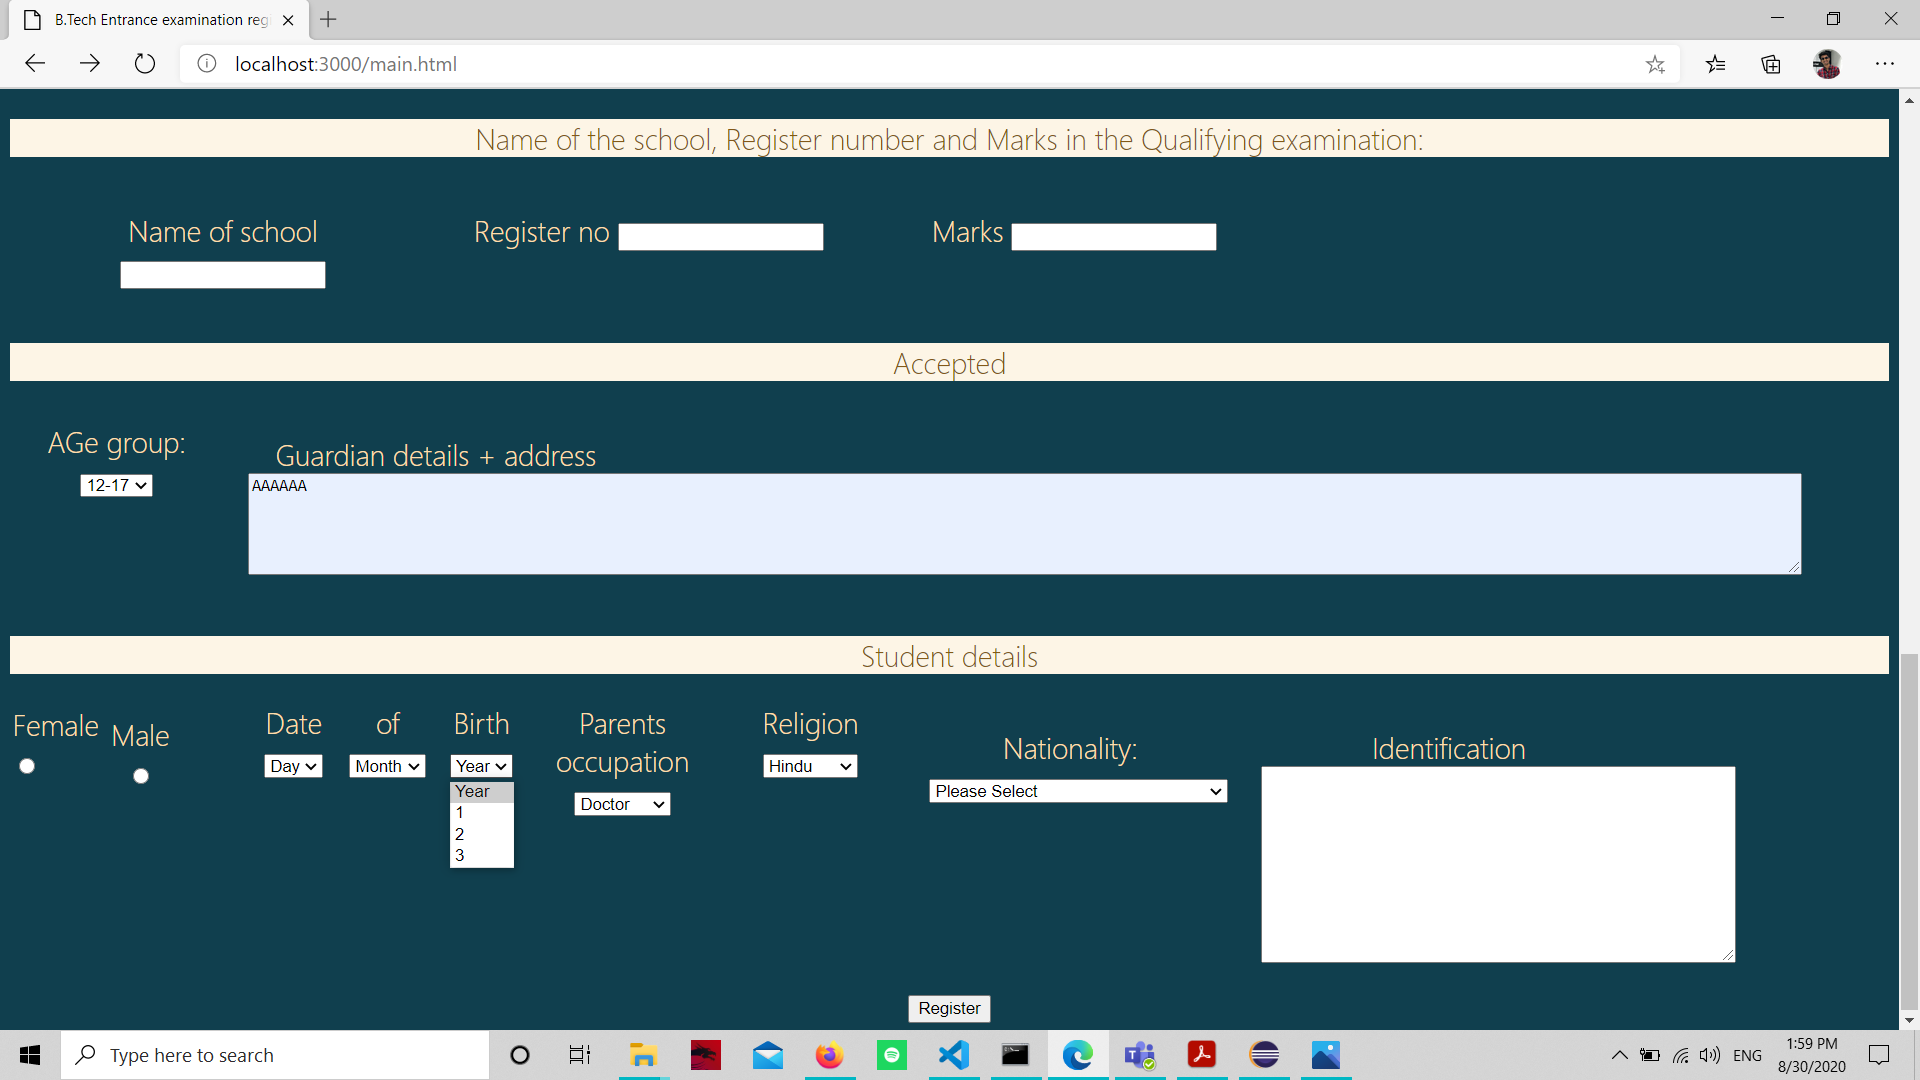 B.Tech Entrance examination reg
localhost:3000/main.html
Name of the school, Register number and Marks in the Qualifying examination:
Name of school
Register no
Marks
Accepted
AGe group:
12-17
Guardian details + address
AAAAAA
Student details
Female
Male
Date of Birth
Day
Month
Year
Year
1
2
3
Parents
occupation
Doctor
Religion
Hindu
Nationality:
Please Select
Identification
Register
Type here to search
ENG
1:59 PM
8/30/2020